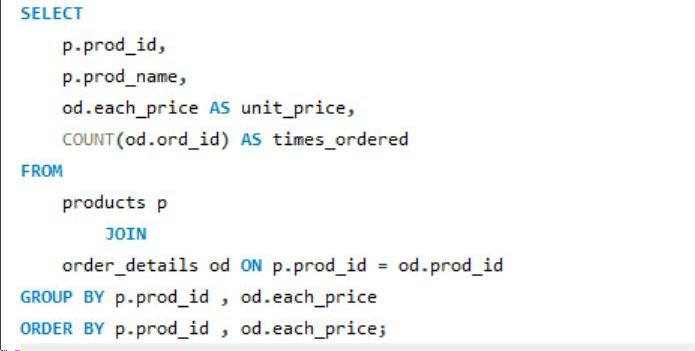 SELECT
p.prod_id,
p.prod_name,
od.each_price AS unit_price,
COUNT(od.ord_id) AS times_ordered
FROM
products p
JOIN
order_details od ON p.prod_id = od.prod_id
GROUP BY p.prod_id , od.each_price
ORDER BY p.prod_id , od.each_price;